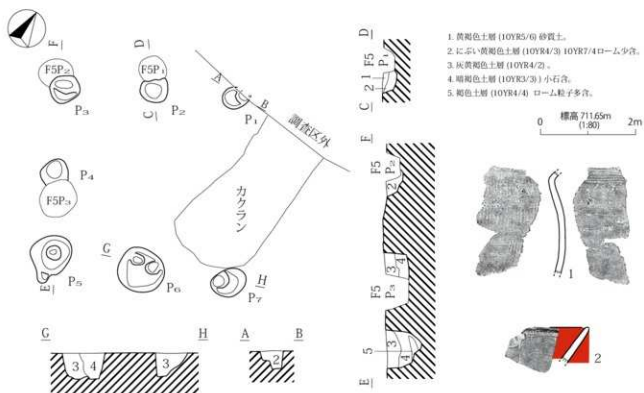 1. 黄褐色土層 (10YR5/6) 砂質土。
2. にぶい黄褐色土層 (10YR4/3) 10YR7/4ローム少含。
3. 灰黄褐色土層 (10YR4/2) 。
4. 暗褐色土層 (10YR3/3) ) 小石含。
5. 褐色土層 (10YR4/4) ローム粒子多含。
標高 711.65m
0 (1:80) 2m
F
D
A
B
調査区外
F5P2
P3
F5P1
P2
C
P1
カクラン
P4
F5P3
E
P5
G
P6
H
P7
G H
3 4 3
A B
2
D
F5 P1
1
2
C
F
F5 P2
2
3 4
F5 P3
5 3 4
E
1
2